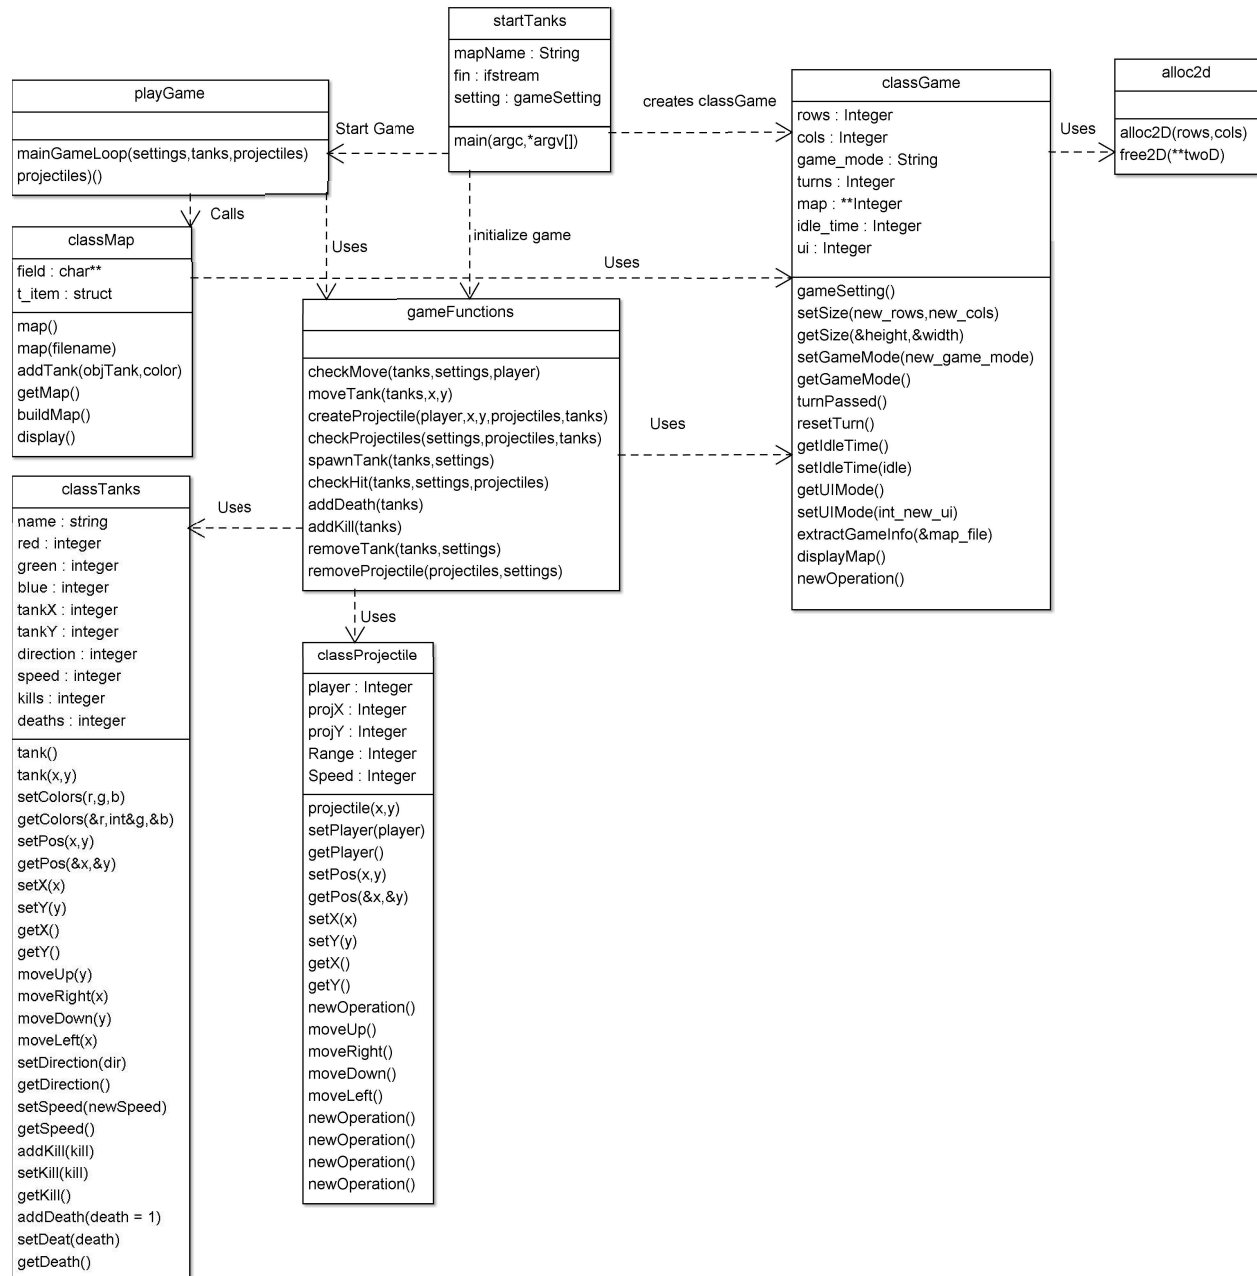 startTanks
mapName : String
fin : ifstream
setting : gameSetting
main(argc,*argv[])
playGame
mainGameLoop(settings,tanks,projectiles)
projectiles)()
Start Game
creates classGame
Calls
Uses
initialize game
Uses
classGame
rows : Integer
cols : Integer
game_mode : String
turns : Integer
map : **Integer
idle_time : Integer
ui : Integer
gameSetting()
setSize(new_rows,new_cols)
getSize(&height,&width)
setGameMode(new_game_mode)
getGameMode()
turnPassed()
resetTurn()
getIdleTime()
setIdleTime(idle)
getUIMode()
setUIMode(int_new_ui)
extractGameInfo(&map_file)
displayMap()
newOperation()
Uses
alloc2d
alloc2D(rows,cols)
free2D(**twoD)
classMap
field : char**
t_item : struct
map()
map(filename)
addTank(objTank,color)
getMap()
buildMap()
display()
gameFunctions
checkMove(tanks,settings,player)
moveTank(tanks,x,y)
createProjectile(player,x,y,projectiles,tanks)
checkProjectiles(settings,projectiles,tanks)
spawnTank(tanks,settings)
checkHit(tanks,settings,projectiles)
addDeath(tanks)
addKill(tanks)
removeTank(tanks,settings)
removeProjectile(projectiles,settings)
Uses
Uses
Uses
classTanks
name : string
red : integer
green : integer
blue : integer
tankX : integer
tankY : integer
direction : integer
speed : integer
kills : integer
deaths : integer
tank()
tank(x,y)
setColors(r,g,b)
getColors(&r,int&g,&b)
setPos(x,y)
getPos(&x,&y)
setX(x)
setY(y)
getX()
getY()
moveUp(y)
moveRight(x)
moveDown(y)
moveLeft(x)
setDirection(dir)
getDirection()
setSpeed(newSpeed)
getSpeed()
addKill(kill)
setKill(kill)
getKill()
addDeath(death = 1)
setDeat(death)
getDeath()
classProjectile
player : Integer
projX : Integer
projY : Integer
Range : Integer
Speed : Integer
projectile(x,y)
setPlayer(player)
getPlayer()
setPos(x,y)
getPos(&x,&y)
setX(x)
setY(y)
getX()
getY()
newOperation()
moveUp()
moveRight()
moveDown()
moveLeft()
newOperation()
newOperation()
newOperation()
newOperation()